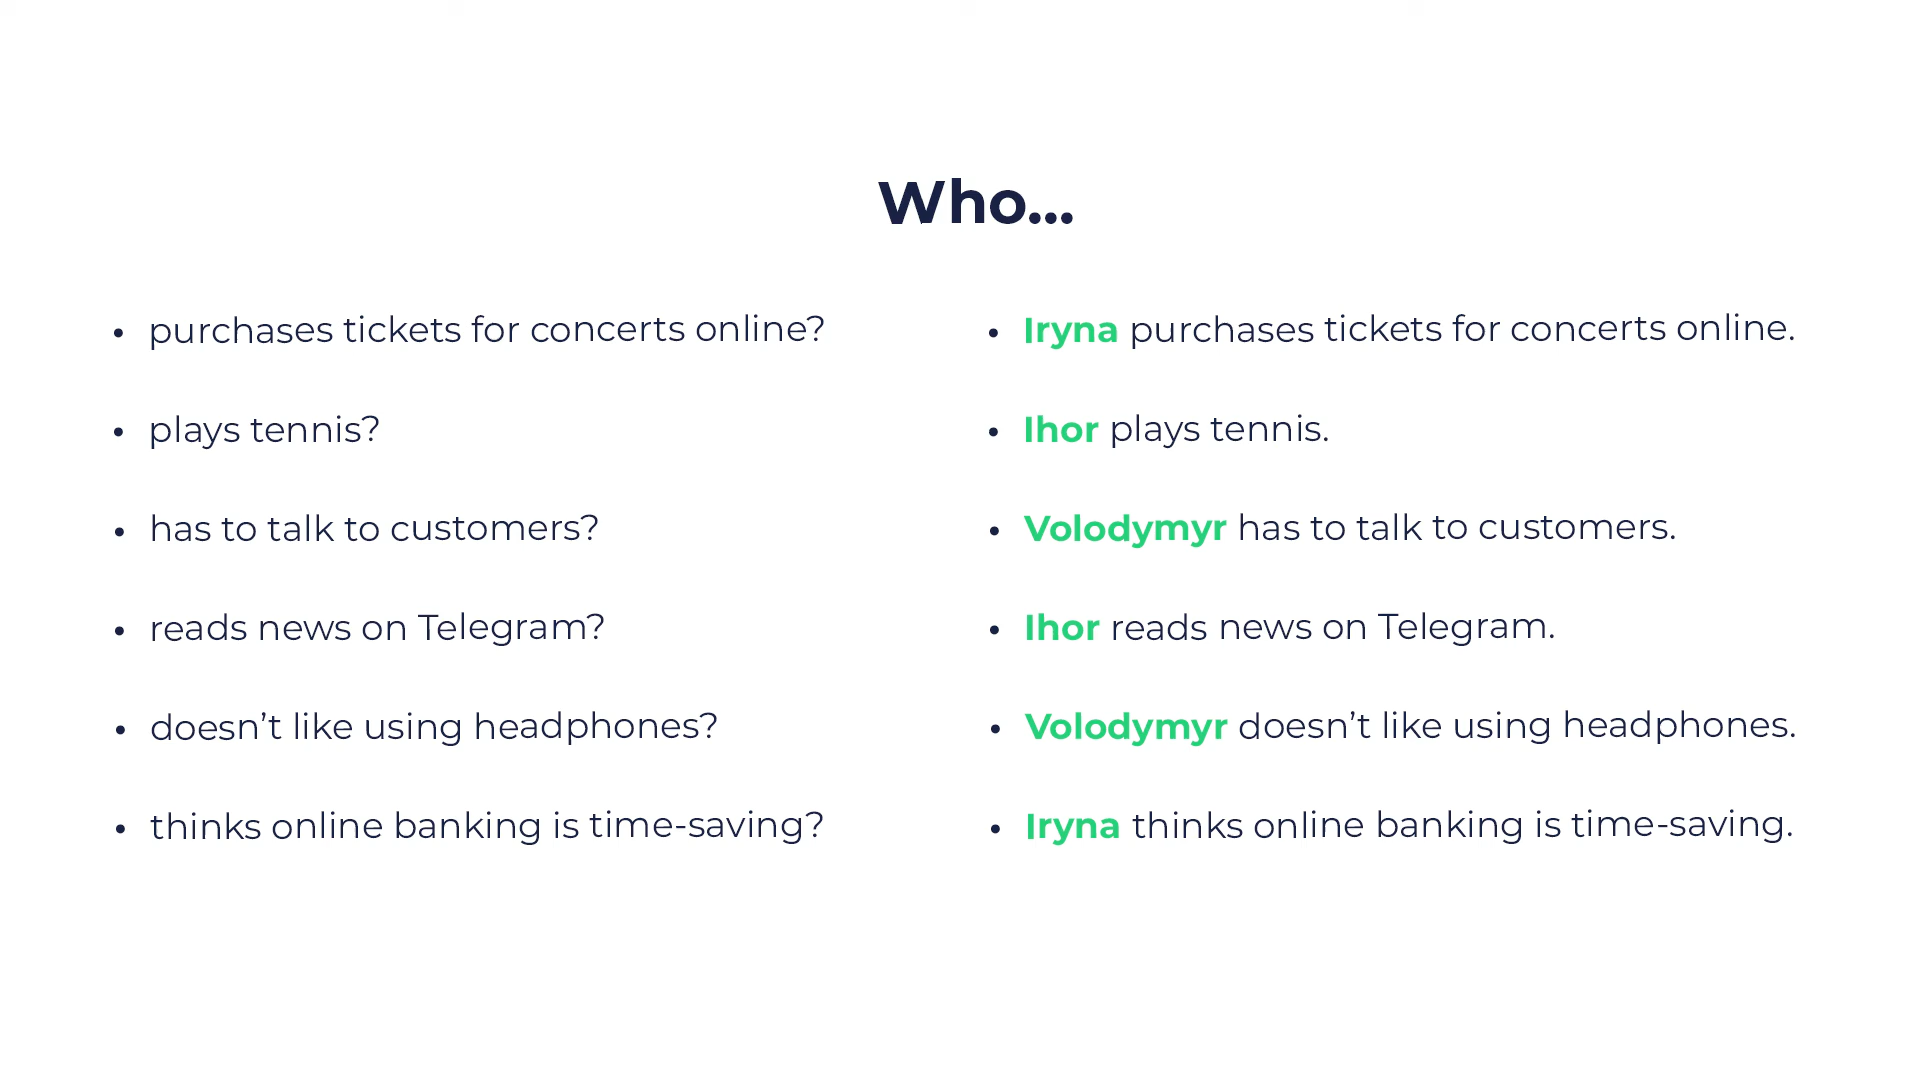 Who...
• purchases tickets for concerts online?
• plays tennis?
• has to talk to customers?
• reads news on Telegram?
• doesn’t like using headphones?
• thinks online banking is time-saving?
• Iryna purchases tickets for concerts online.
• Ihor plays tennis.
• Volodymyr has to talk to customers.
• Ihor reads news on Telegram.
• Volodymyr doesn’t like using headphones.
• Iryna thinks online banking is time-saving.